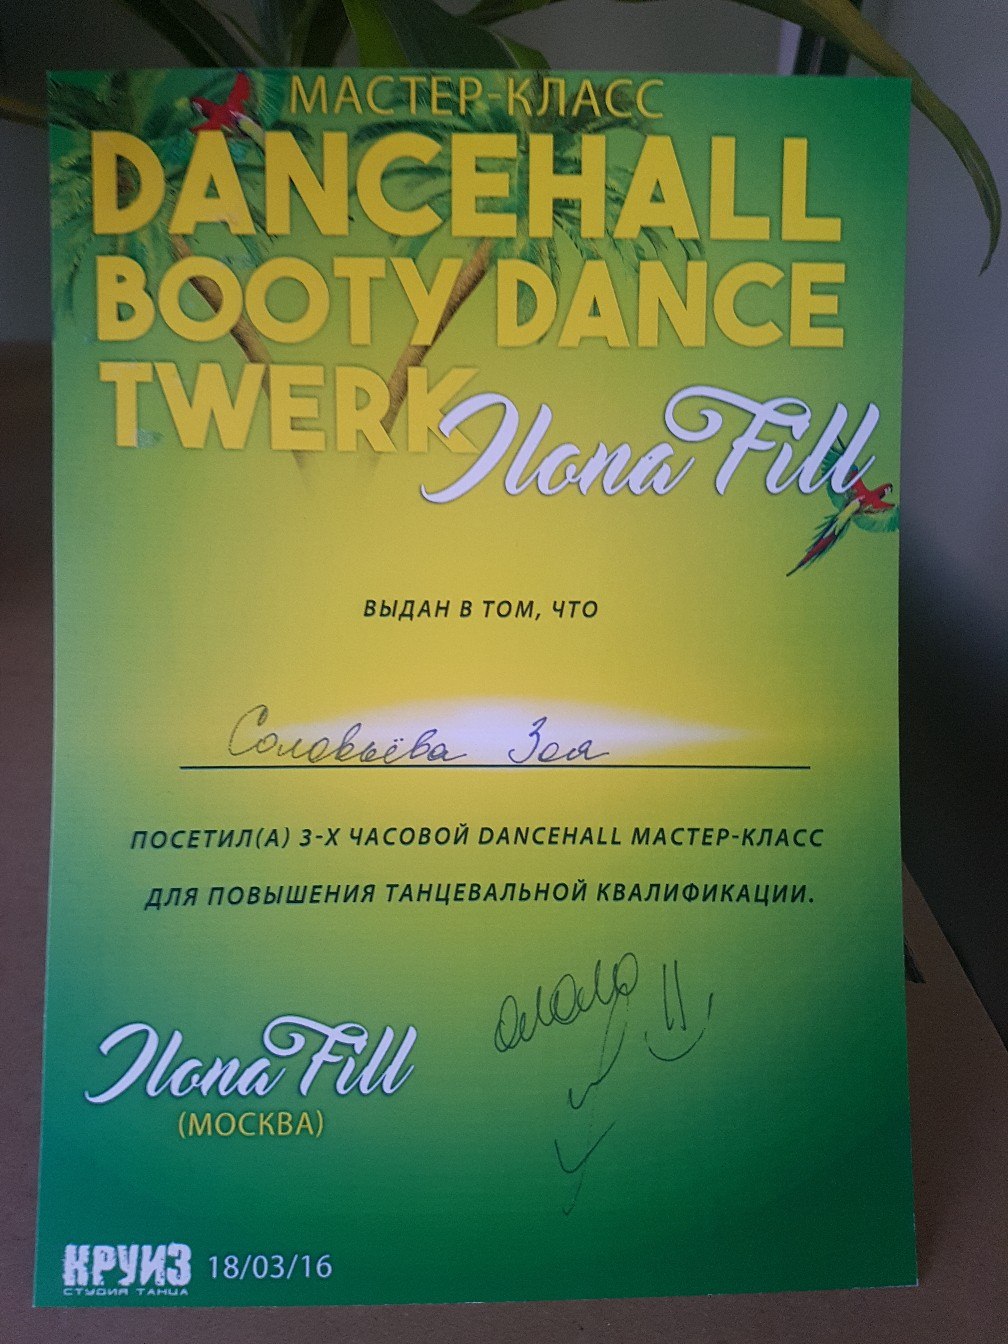 МАСТЕР-КЛАСС
DANCEHALL
BOOTY DANCE
TWERK
Ilona Fill
ВЫДАН В ТОМ, ЧТО
Соловьёва Зоя
ПОСЕТИЛ(А) 3-Х ЧАСОВОЙ DANCEHALL МАСТЕР-КЛАСС
ДЛЯ ПОВЫШЕНИЯ ТАНЦЕВАЛЬНОЙ КВАЛИФИКАЦИИ.
Ilona Fill
(МОСКВА)
КРУИЗ 18/03/16
СТУДИЯ ТАНЦА